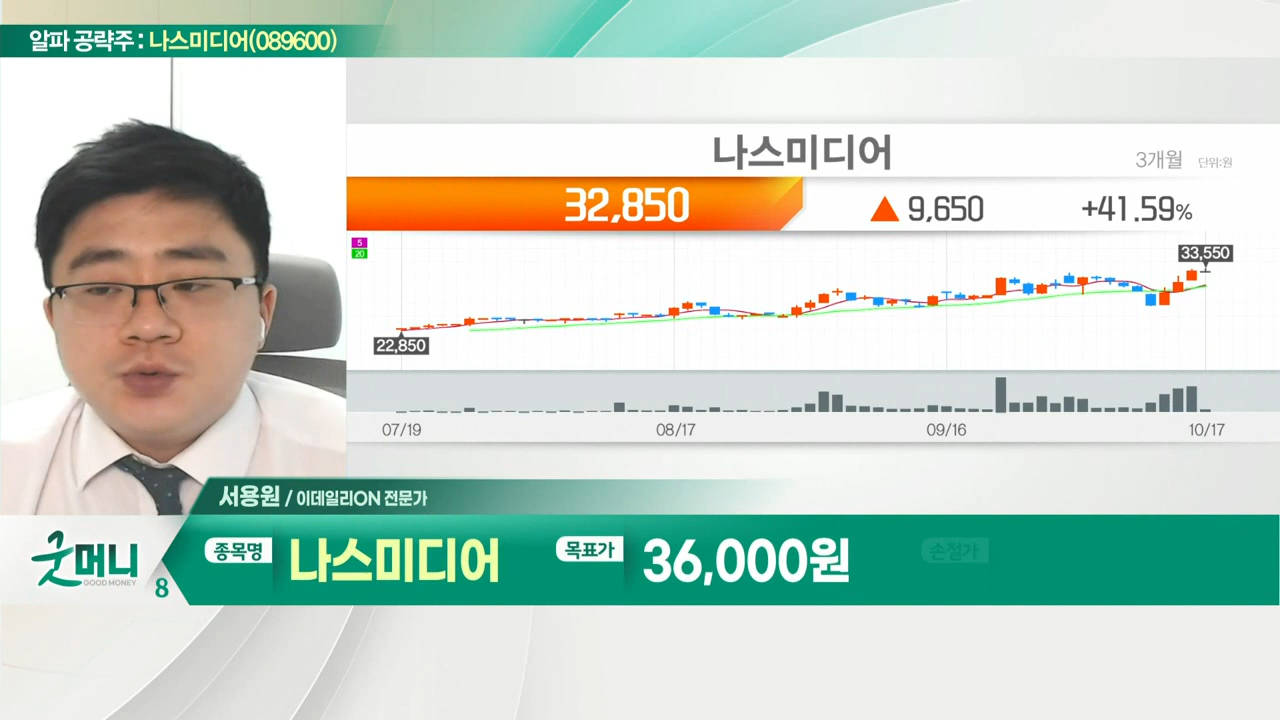 알파 공략주 : 나스미디어(089600)
나스미디어
3개월 단위:원
32,850 ▲ 9,650 +41.59%
5
20
33,550
22,850
07/19 08/17 09/16 10/17
서용원 / 이데일리ON 전문가
굿머니
GOOD MONEY
8
종목명 나스미디어 목표가 36,000원 손절가